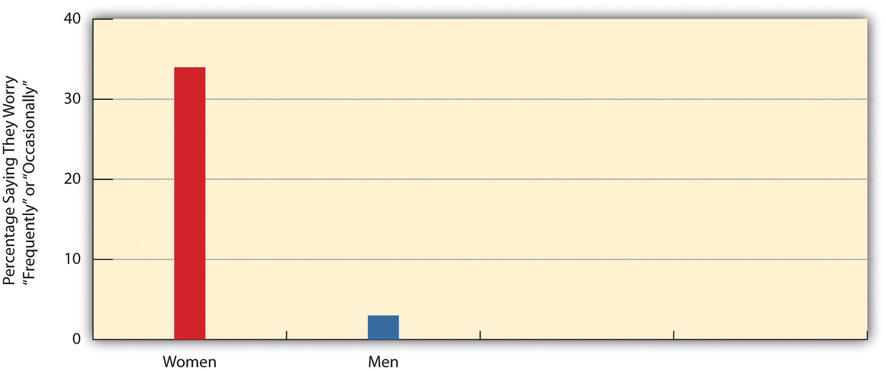 Percentage Saying They Worry
“Frequently” or “Occasionally”
40
30
20
10
0
Women
Men